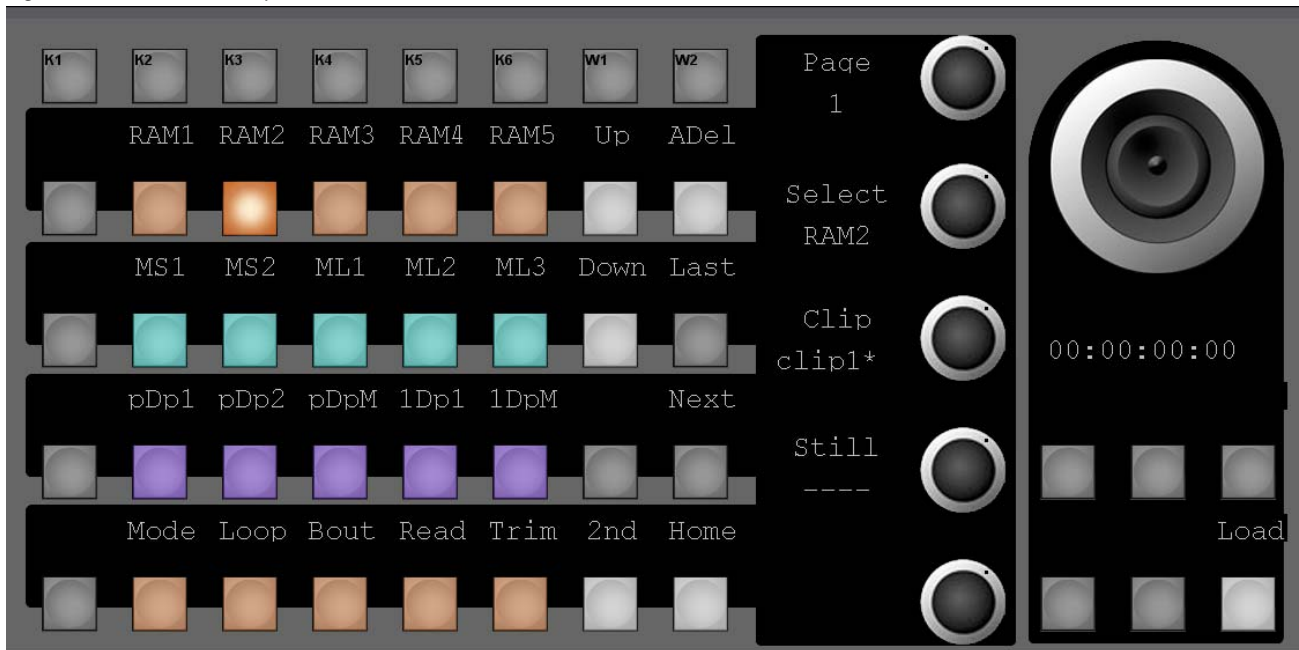 K1 K2 K3 K4 K5 K6 W1 W2
RAM1 RAM2 RAM3 RAM4 RAM5 Up ADel
MS1 MS2 ML1 ML2 ML3 Down Last
pDp1 pDp2 pDpM 1Dp1 1DpM Next
Mode Loop Bout Read Trim 2nd Home
Page
1
Select
RAM2
Clip
clip1*
Still
----
00:00:00:00
Load